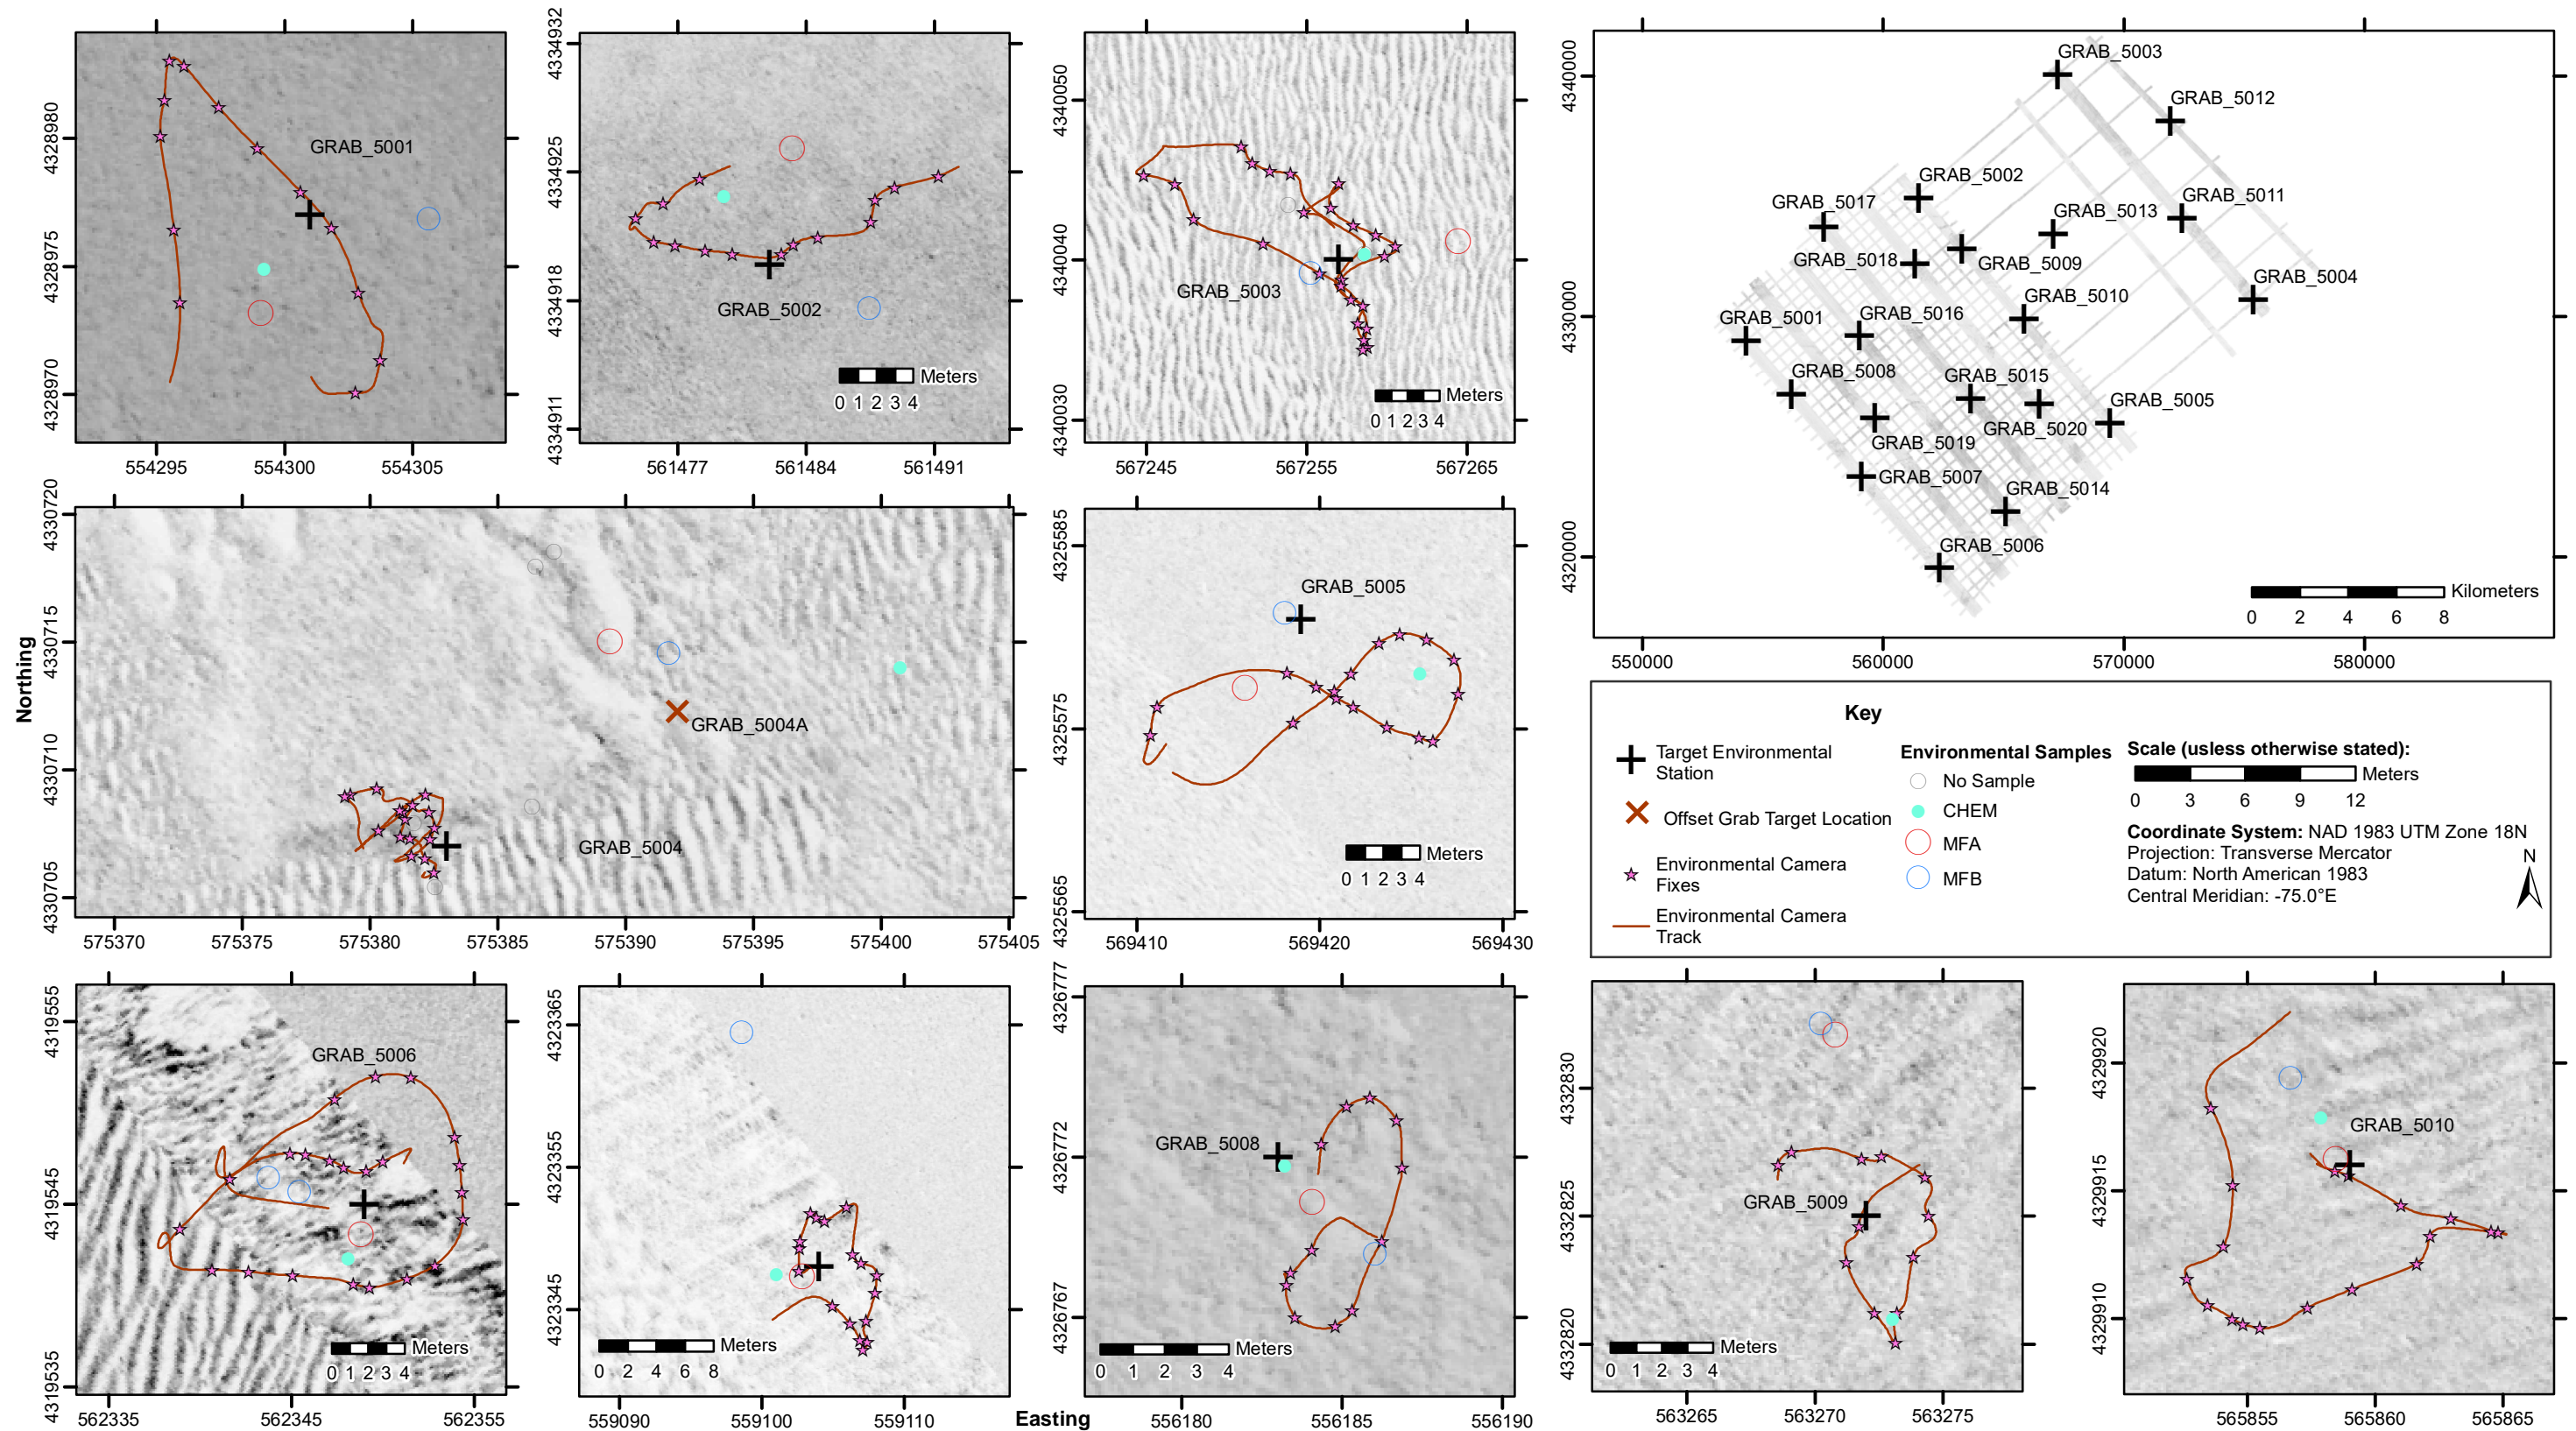 4328980
4328975
4328970
GRAB_5001
554295
554300
554305
4334932
4334925
4334918
4334911
GRAB_5002
Meters
0 1 2 3 4
561477
561484
561491
4340050
4340040
4340030
GRAB_5003
Meters
0 1 2 3 4
567245
567255
567265
4340000
4330000
4320000
GRAB_5003
GRAB_5012
GRAB_5002
GRAB_5017
GRAB_5011
GRAB_5013
GRAB_5018
GRAB_5009
GRAB_5004
GRAB_5010
GRAB_5001
GRAB_5016
GRAB_5008
GRAB_5015
GRAB_5005
GRAB_5020
GRAB_5019
GRAB_5007
GRAB_5014
GRAB_5006
Kilometers
0 2 4 6 8
550000
560000
570000
580000
Northing
4330720
4330715
4330710
4330705
GRAB_5004A
GRAB_5004
575370
575375
575380
575385
575390
575395
575400
575405
4325585
4325575
4325565
GRAB_5005
Meters
0 1 2 3 4
569410
569420
569430
Key
Target Environmental
Station
Offset Grab Target Location
Environmental Camera
Fixes
Environmental Camera
Track
Environmental Samples
No Sample
CHEM
MFA
MFB
Scale (usless otherwise stated):
Meters
0 3 6 9 12
Coordinate System: NAD 1983 UTM Zone 18N
Projection: Transverse Mercator
Datum: North American 1983
Central Meridian: -75.0°E
N
4319555
4319545
4319535
GRAB_5006
Meters
0 1 2 3 4
562335
562345
562355
4323365
4323355
4323345
Meters
0 2 4 6 8
559090
559100
559110
Easting
4326777
4326772
4326767
GRAB_5008
Meters
0 1 2 3 4
556180
556185
556190
4332830
4332825
4332820
GRAB_5009
Meters
0 1 2 3 4
563265
563270
563275
4329920
4329915
4329910
GRAB_5010
565855
565860
565865